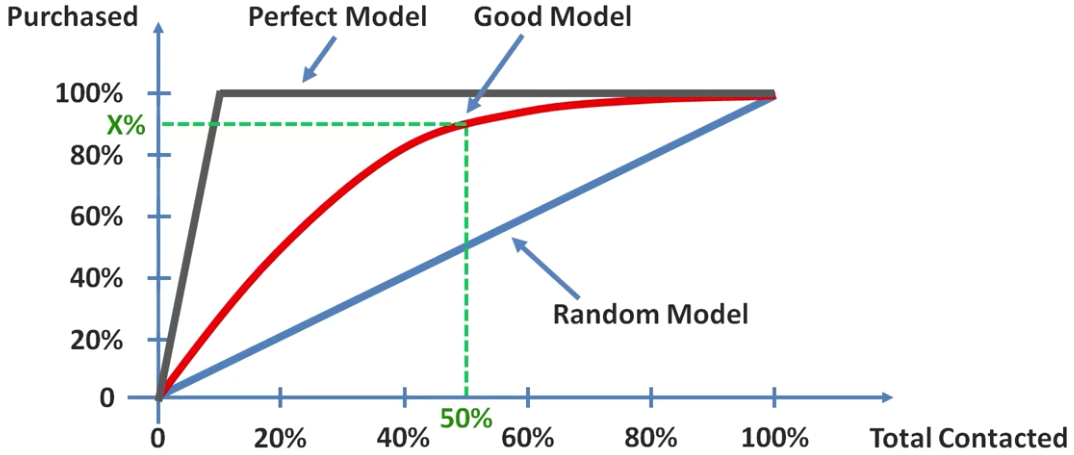 Purchased
Perfect Model
Good Model
100%
X%
80%
60%
40%
20%
0
Random Model
50%
0
20%
40%
60%
80%
100%
Total Contacted